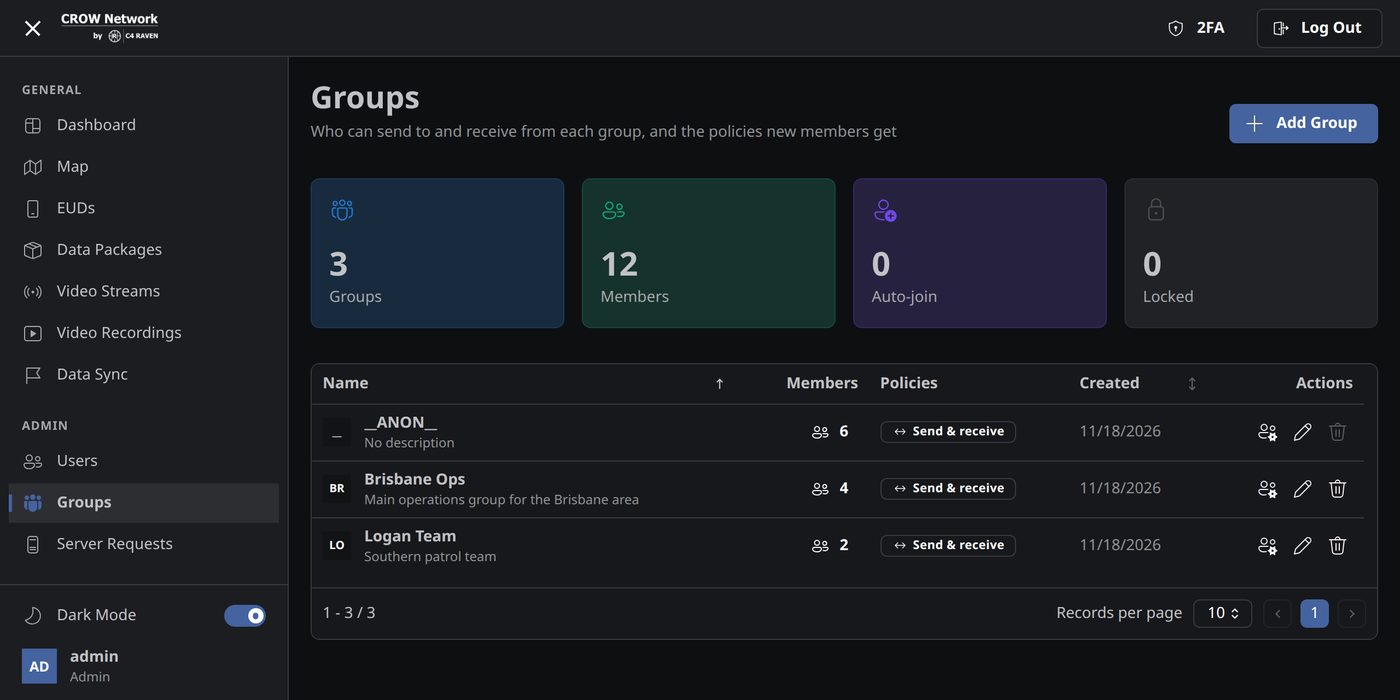 CROW Network
by C4 RAVEN
2FA
Log Out
GENERAL
Dashboard
Map
EUDs
Data Packages
Video Streams
Video Recordings
Data Sync
ADMIN
Users
Groups
Server Requests
Dark Mode
AD
admin
Admin
Groups
Who can send to and receive from each group, and the policies new members get
Add Group
3
Groups
12
Members
0
Auto-join
0
Locked
Name Members Policies Created Actions
_ __ANON__ 6 Send & receive 11/18/2026
No description
BR Brisbane Ops 4 Send & receive 11/18/2026
Main operations group for the Brisbane area
LO Logan Team 2 Send & receive 11/18/2026
Southern patrol team
1 - 3 / 3 Records per page 10 1